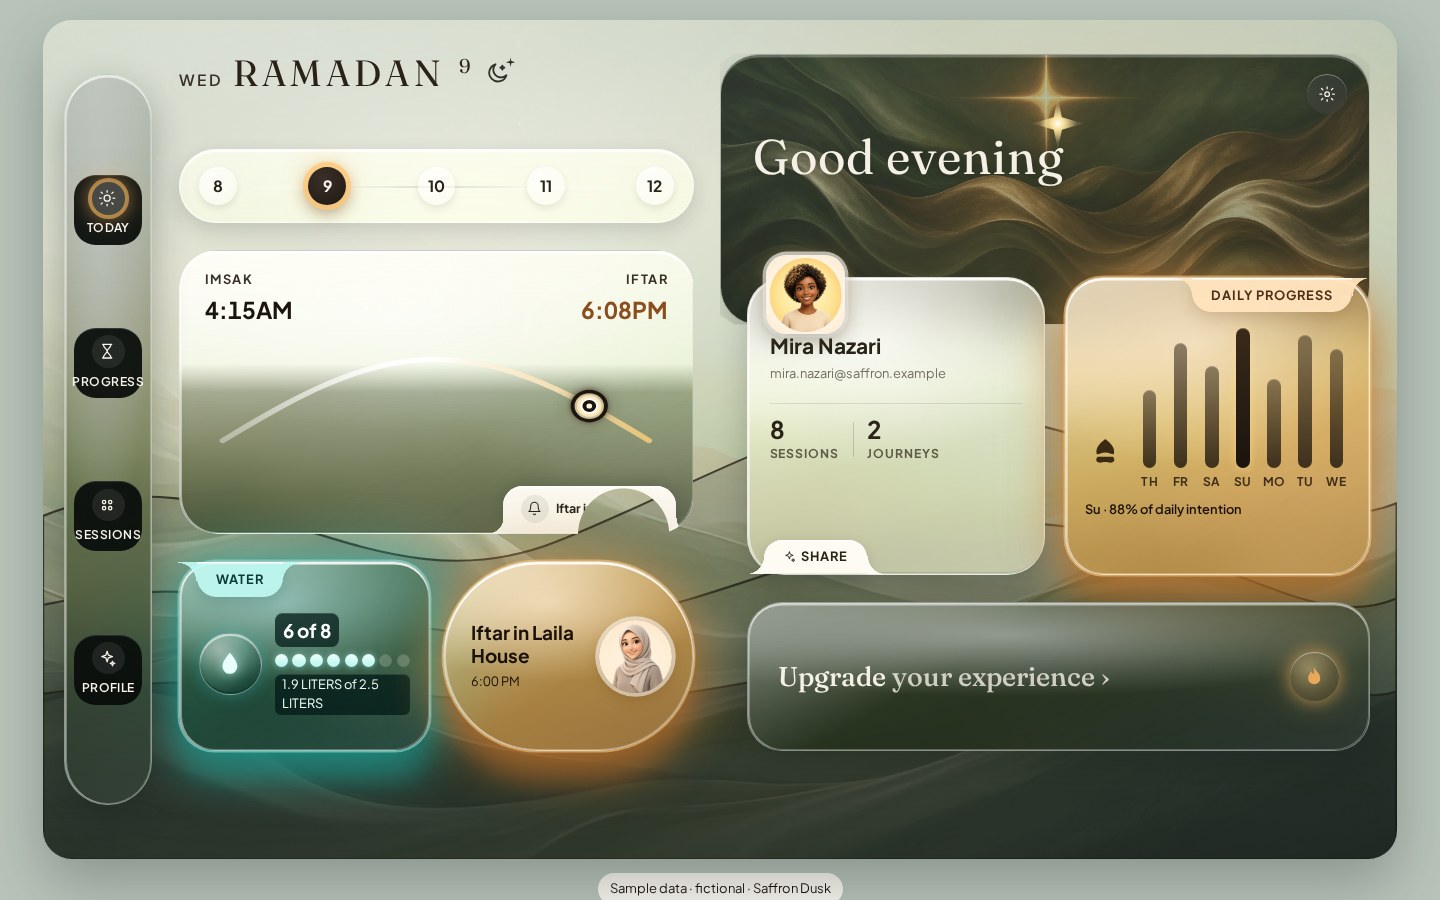 WED RAMADAN 9
TODAY
PROGRESS
SESSIONS
PROFILE
8 9 10 11 12
IMSAK
4:15AM
IFTAR
6:08PM
Iftar
WATER
6 of 8
1.9 LITERS of 2.5
LITERS
Iftar in Laila
House
6:00 PM
Good evening
Mira Nazari
mira.nazari@saffron.example
8
SESSIONS
2
JOURNEYS
SHARE
DAILY PROGRESS
TH FR SA SU MO TU WE
Su · 88% of daily intention
Upgrade your experience ›
Sample data · fictional · Saffron Dusk